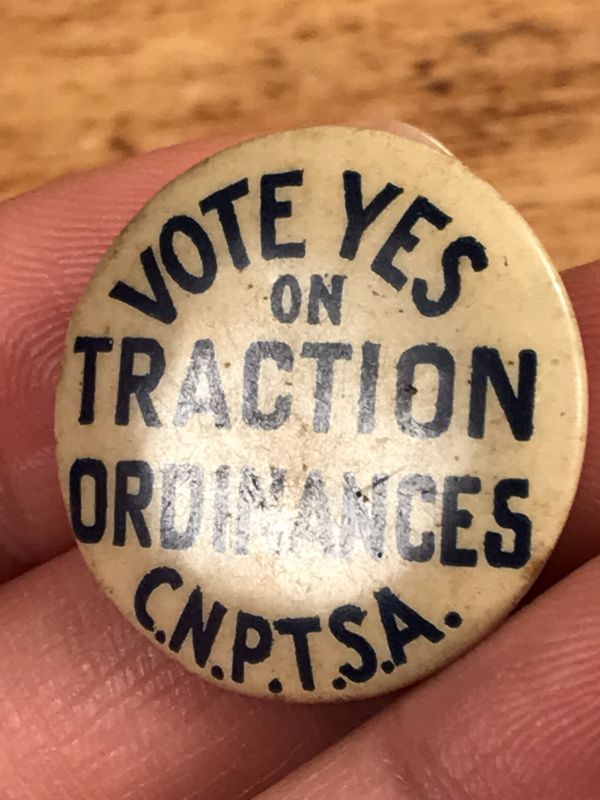 VOTE YES
ON
TRACTION
ORDINANCES
C.N.P.T.S.A.